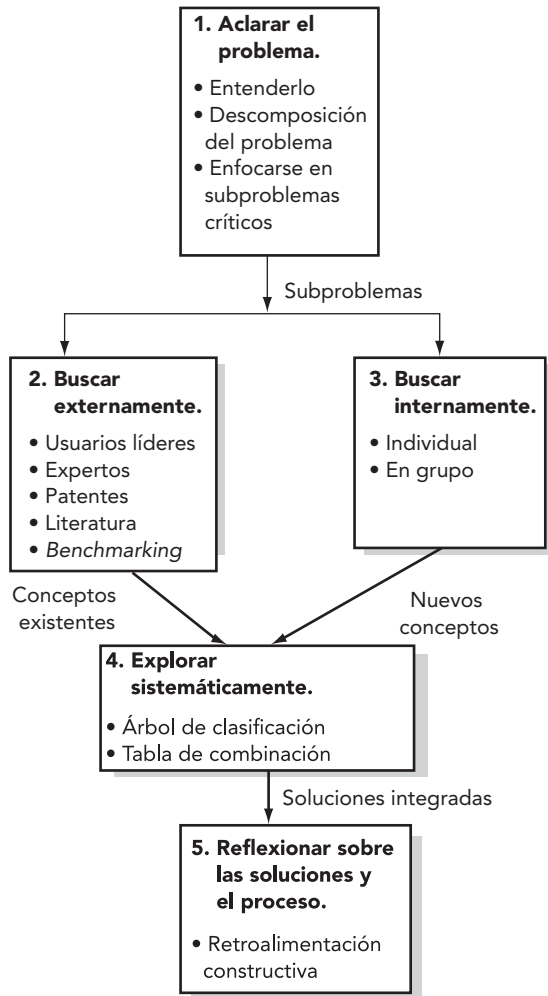 1. Aclarar el
problema.
• Entenderlo
• Descomposición
del problema
• Enfocarse en
subproblemas
críticos
Subproblemas
2. Buscar
externamente.
• Usuarios líderes
• Expertos
• Patentes
• Literatura
• Benchmarking
3. Buscar
internamente.
• Individual
• En grupo
Conceptos
existentes
Nuevos
conceptos
4. Explorar
sistemáticamente.
• Árbol de clasificación
• Tabla de combinación
Soluciones integradas
5. Reflexionar sobre
las soluciones y
el proceso.
• Retroalimentación
constructiva